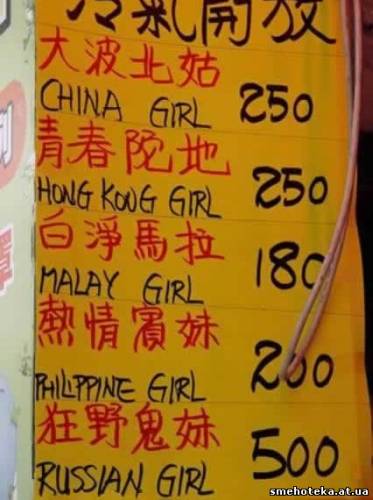 冷氣開放
大波北姑
CHINA GIRL 250
青春陀地
HONG KONG GIRL 250
白淨馬拉
MALAY GIRL 180
熱情賓妹
PHILIPPINE GIRL 200
狂野鬼妹
RUSSIAN GIRL 500
smehoteka.at.ua